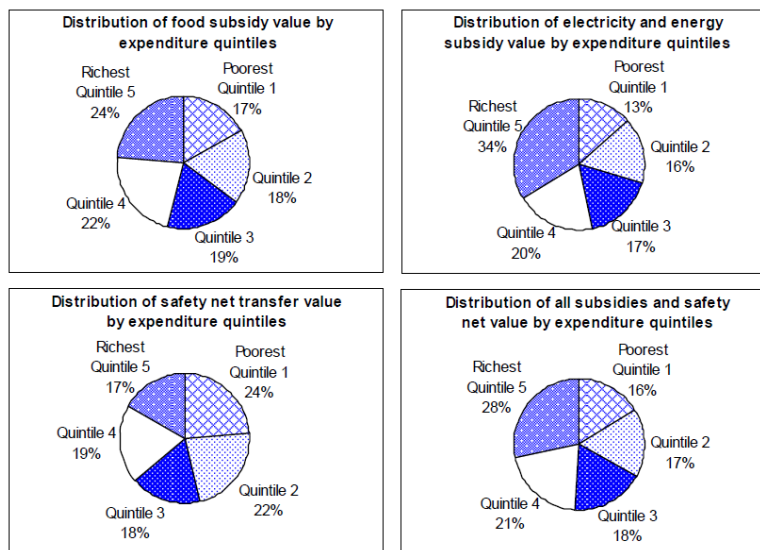 Distribution of food subsidy value by
expenditure quintiles
Richest
Quintile 5
24%
Poorest
Quintile 1
17%
Quintile 2
18%
Quintile 3
19%
Quintile 4
22%
Distribution of electricity and energy
subsidy value by expenditure quintiles
Richest
Quintile 5
34%
Poorest
Quintile 1
13%
Quintile 2
16%
Quintile 3
17%
Quintile 4
20%
Distribution of safety net transfer value
by expenditure quintiles
Richest
Quintile 5
17%
Poorest
Quintile 1
24%
Quintile 2
22%
Quintile 3
18%
Quintile 4
19%
Distribution of all subsidies and safety
net value by expenditure quintiles
Richest
Quintile 5
28%
Poorest
Quintile 1
16%
Quintile 2
17%
Quintile 3
18%
Quintile 4
21%